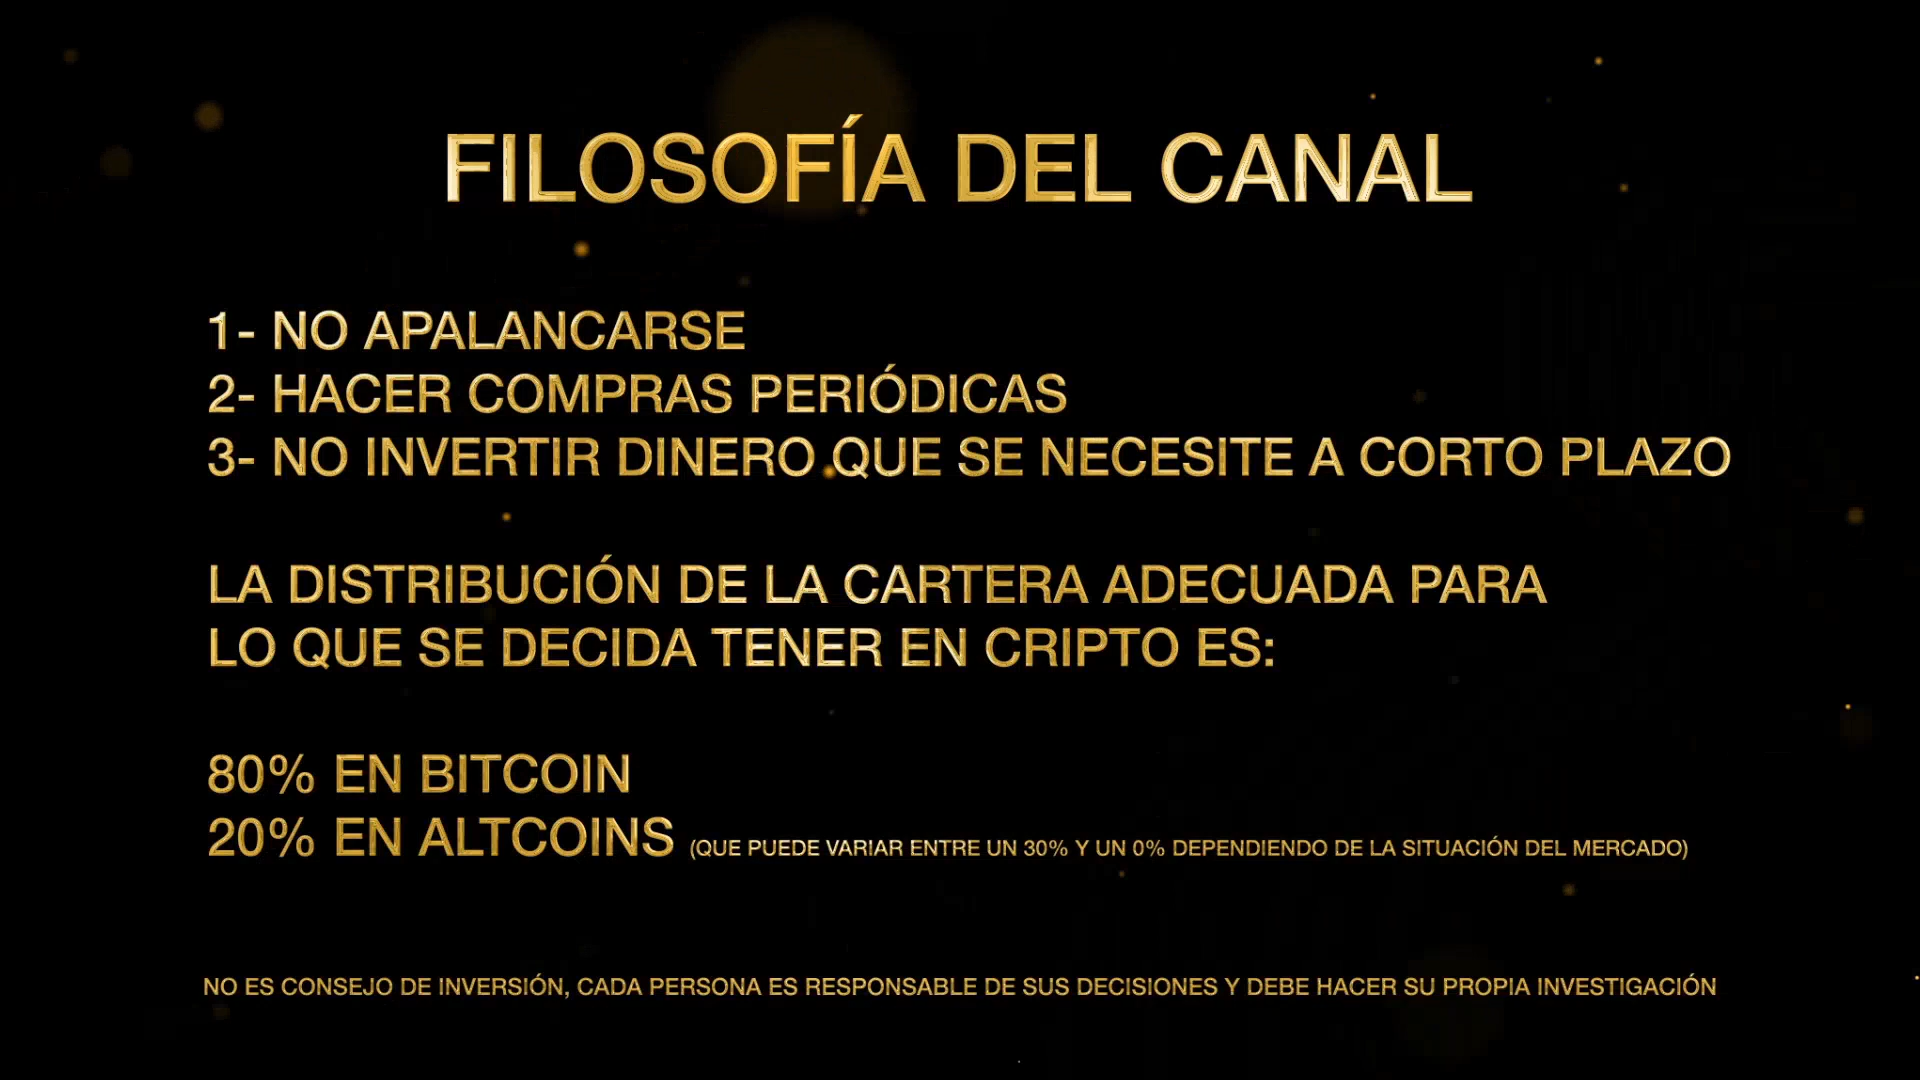 FILOSOFÍA DEL CANAL
1- NO APALANCARSE
2- HACER COMPRAS PERIÓDICAS
3- NO INVERTIR DINERO QUE SE NECESITE A CORTO PLAZO
LA DISTRIBUCIÓN DE LA CARTERA ADECUADA PARA
LO QUE SE DECIDA TENER EN CRIPTO ES:
80% EN BITCOIN
20% EN ALTCOINS (QUE PUEDE VARIAR ENTRE UN 30% Y UN 0% DEPENDIENDO DE LA SITUACIÓN DEL MERCADO)
NO ES CONSEJO DE INVERSIÓN, CADA PERSONA ES RESPONSABLE DE SUS DECISIONES Y DEBE HACER SU PROPIA INVESTIGACIÓN